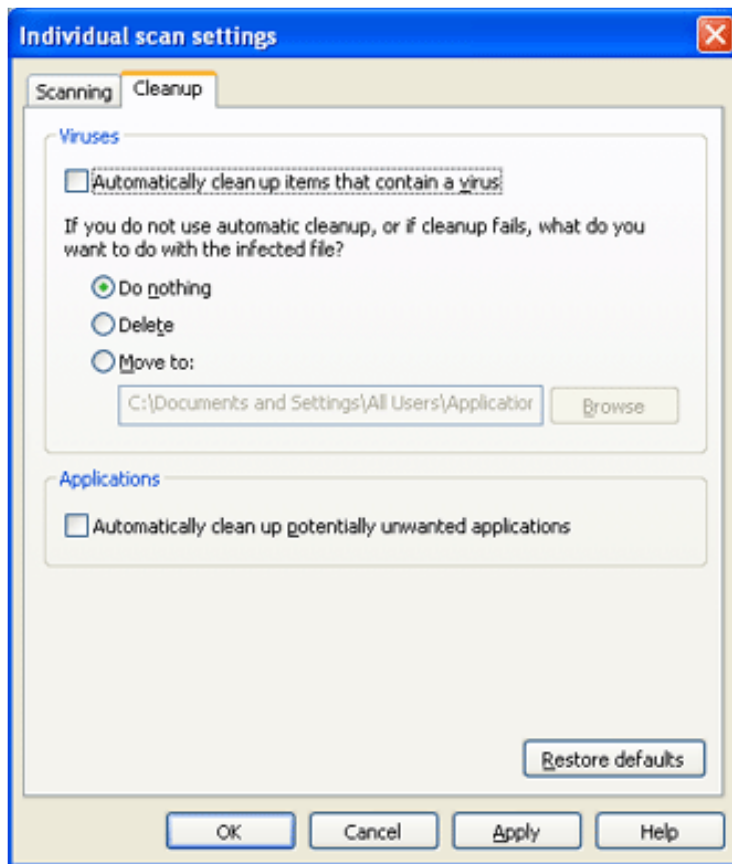 Individual scan settings
Scanning
Cleanup
Viruses
Automatically clean up items that contain a virus
If you do not use automatic cleanup, or if cleanup fails, what do you
want to do with the infected file?
Do nothing
Delete
Move to:
C:\Documents and Settings\All Users\Application
Browse
Applications
Automatically clean up potentially unwanted applications
Restore defaults
OK
Cancel
Apply
Help